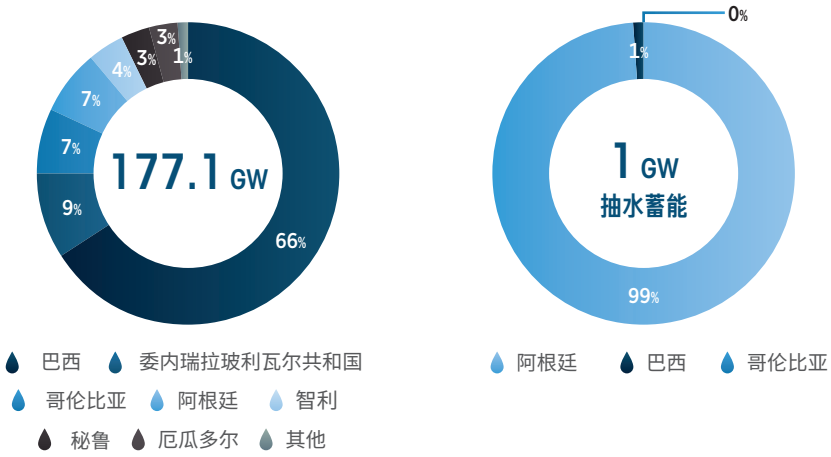 66%
9%
7%
7%
4%
3%
3%
1%
177.1 GW
巴西 委内瑞拉玻利瓦尔共和国
哥伦比亚 阿根廷 智利
秘鲁 厄瓜多尔 其他
0%
1%
1 GW
抽水蓄能
99%
阿根廷 巴西 哥伦比亚